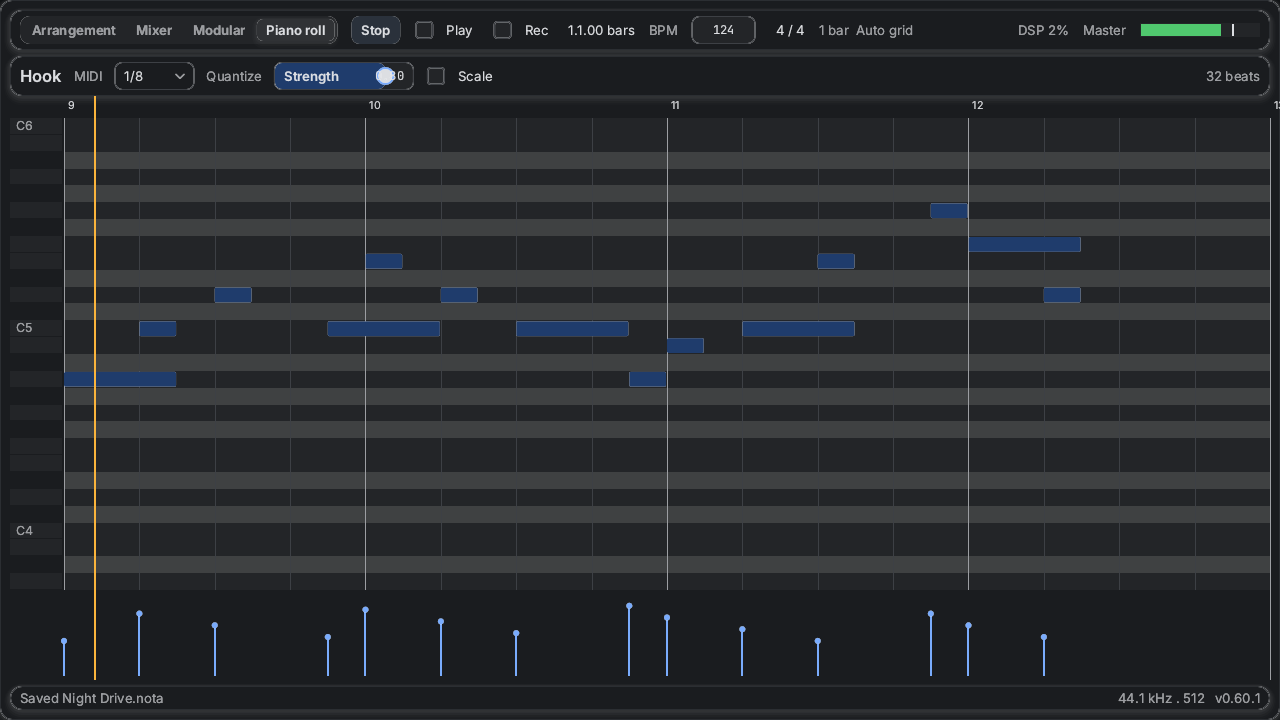 Arrangement Mixer Modular Piano roll Stop Play Rec 1.1.00 bars BPM 124 4 / 4 1 bar Auto grid DSP 2% Master
Hook MIDI 1/8 Quantize Strength Scale 32 beats
9 10 11 12
C6
C5
C4
Saved Night Drive.nota 44.1 kHz . 512 v0.60.1